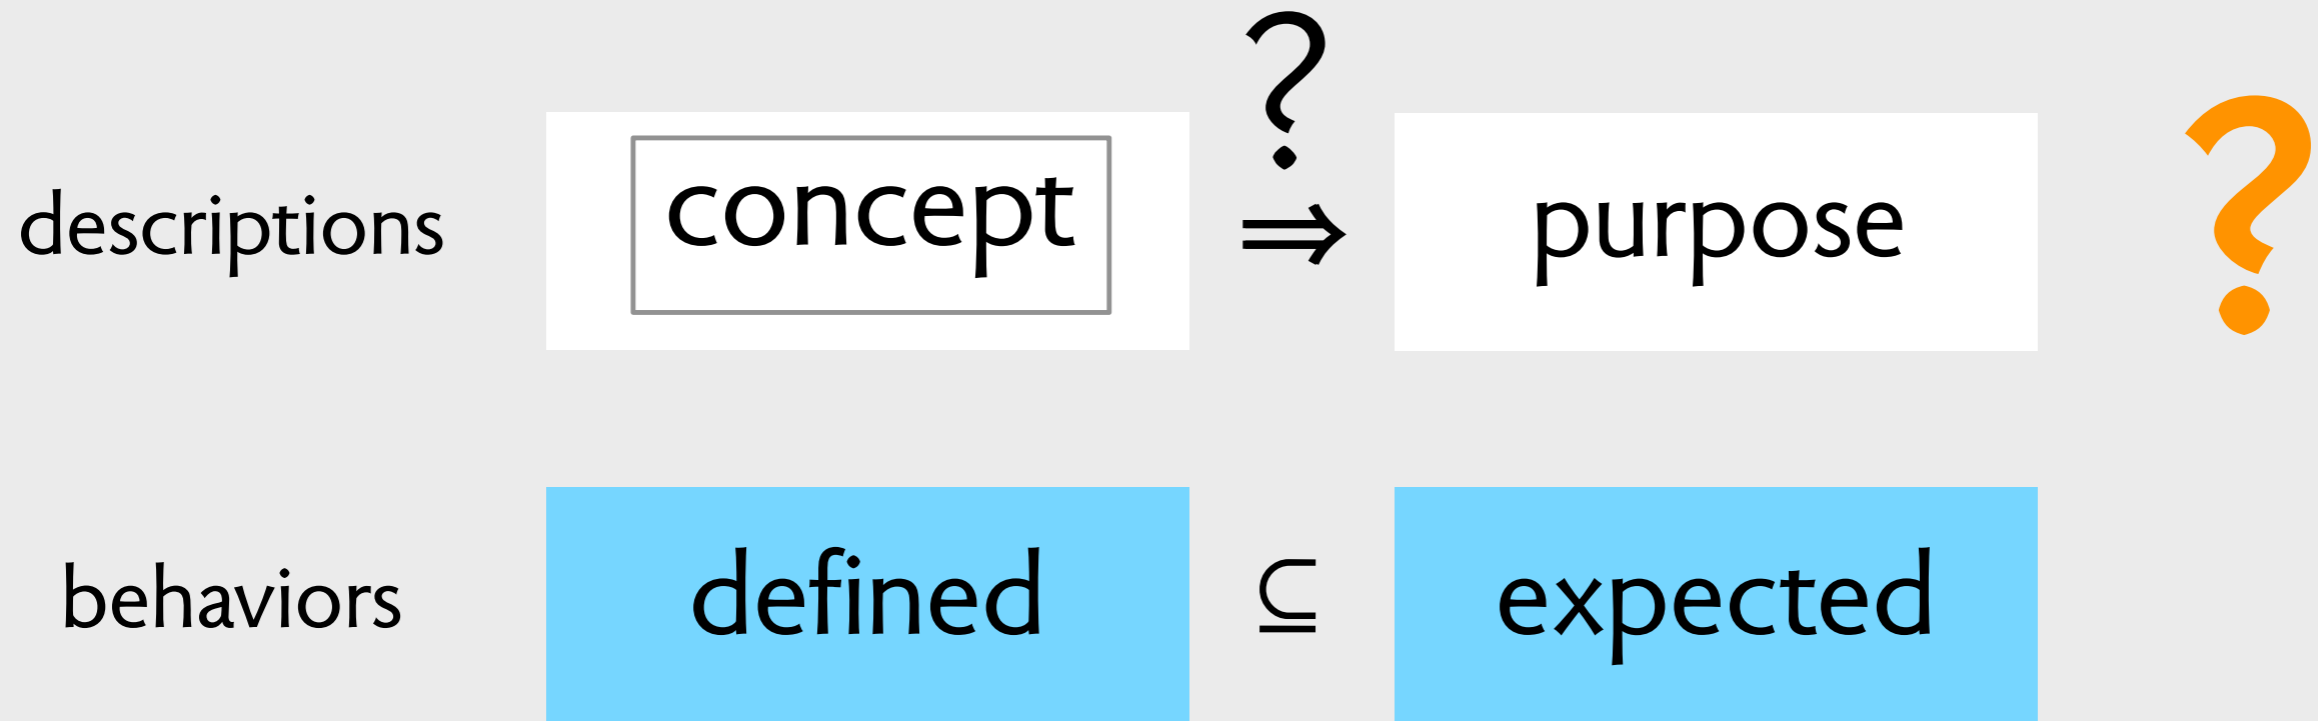 ?
descriptions concept ⇒ purpose ?
behaviors defined ⊆ expected